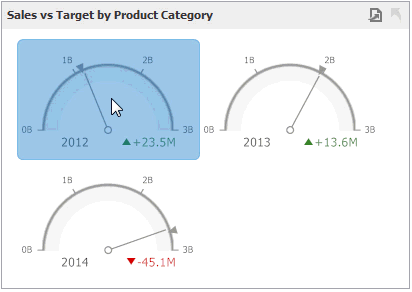 Sales vs Target by Product Category
1B 2B
0B 3B
2012 +23.5M
1B 2B
0B 3B
2013 +13.6M
1B 2B
0B 3B
2014 -45.1M